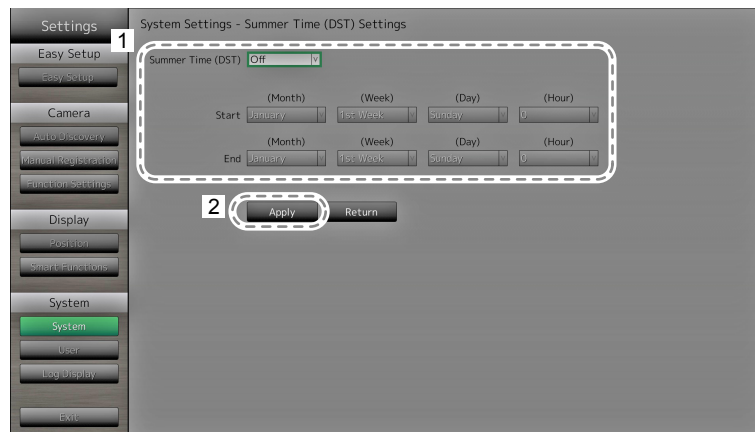 Settings
Easy Setup
Easy Setup
Camera
Auto Discovery
Manual Registration
Function Settings
Display
Position
Smart Functions
System
System
User
Log Display
Exit
System Settings - Summer Time (DST) Settings
1
Summer Time (DST) Off
(Month) (Week) (Day) (Hour)
Start January 1st Week Sunday 0
(Month) (Week) (Day) (Hour)
End January 1st Week Sunday 0
2 Apply Return